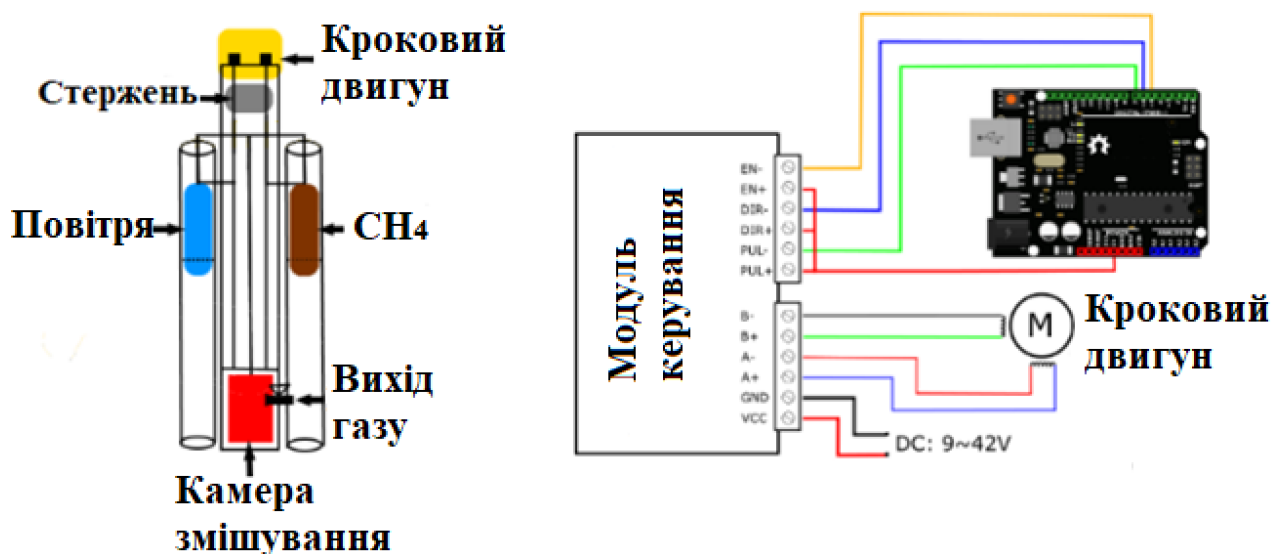 Кроковий
двигун
Стержень
Повітря
CH4
Вихід
газу
Камера
змішування
Модуль
керування
EN-
EN+
DIR-
DIR+
PUL-
PUL+
B-
B+
A-
A+
GND
VCC
M
Кроковий
двигун
DC: 9~42V